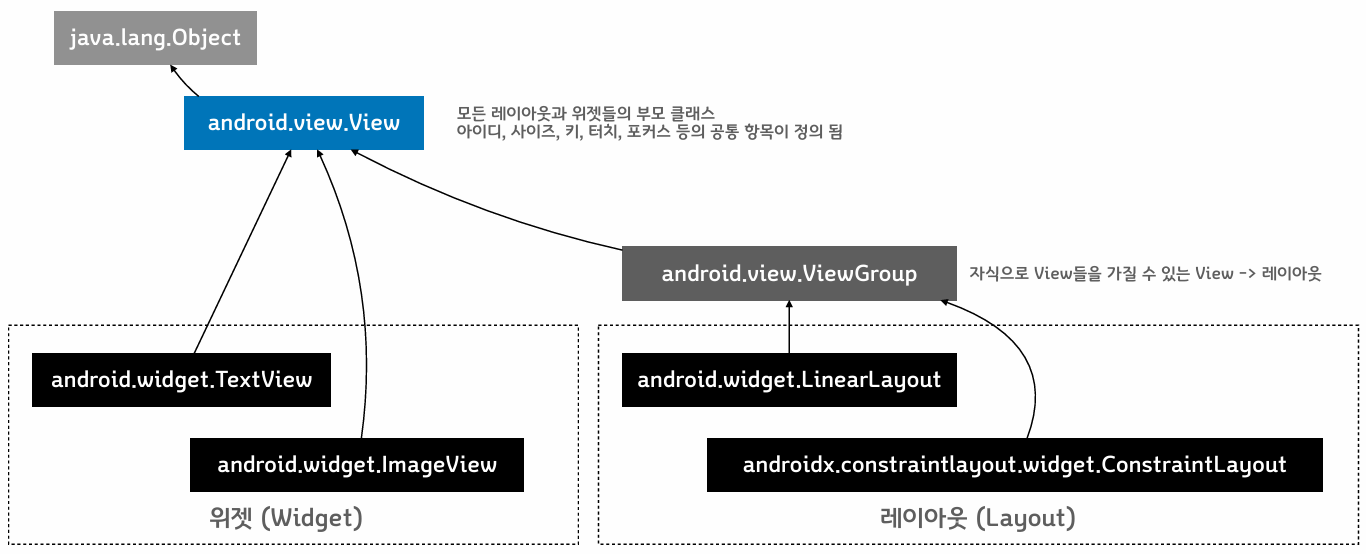 java.lang.Object
android.view.View
모든 레이아웃과 위젯들의 부모 클래스
아이디, 사이즈, 키, 터치, 포커스 등의 공통 항목이 정의 됨
android.view.ViewGroup
자식으로 View들을 가질 수 있는 View -> 레이아웃
android.widget.TextView
android.widget.ImageView
위젯 (Widget)
android.widget.LinearLayout
androidx.constraintlayout.widget.ConstraintLayout
레이아웃 (Layout)